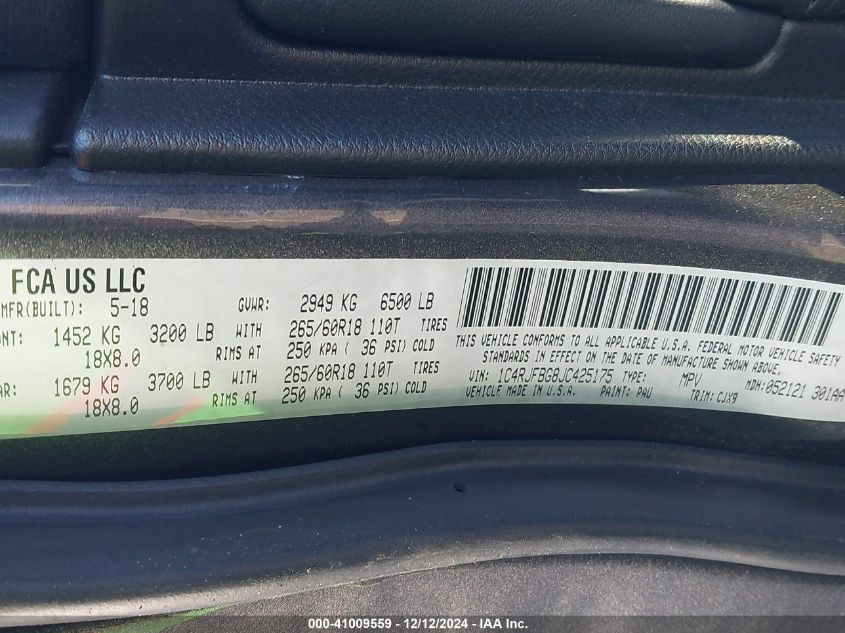 FCA US LLC
MFR(BUILT): 5-18 GVWR: 2949 KG 6500 LB
NT: 1452 KG 3200 LB WITH 265/60R18 110T TIRES
18X8.0 RIMS AT 250 KPA ( 36 PSI) COLD
AR: 1679 KG 3700 LB WITH 265/60R18 110T TIRES
18X8.0 RIMS AT 250 KPA ( 36 PSI) COLD
THIS VEHICLE CONFORMS TO ALL APPLICABLE U.S.A. FEDERAL MOTOR VEHICLE SAFETY
STANDARDS IN EFFECT ON THE DATE OF MANUFACTURE SHOWN ABOVE.
VIN: 1C4RJFBG8JC425175 TYPE: MPV MDH: 052121 301AA
VEHICLE MADE IN U.S.A. PAINT: PAU TRIM: CJX9
000-41009559 - 12/12/2024 - IAA Inc.